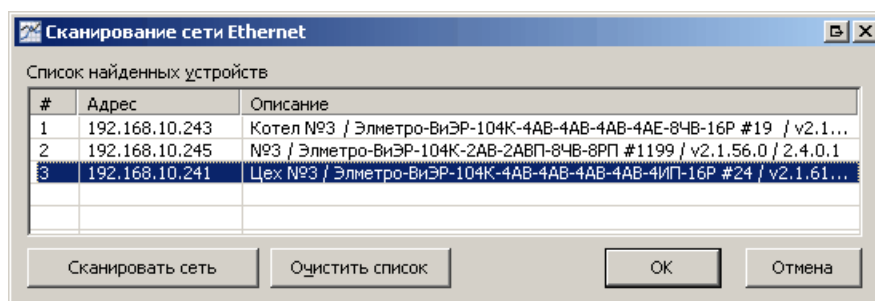 Сканирование сети Ethernet
Список найденных устройств
# Адрес Описание
1 192.168.10.243 Котел №3 / Элметро-ВиЭР-104К-4АВ-4АВ-4АВ-4АЕ-8ЧВ-16Р #19 / v2.1...
2 192.168.10.245 №3 / Элметро-ВиЭР-104К-2АВ-2АВП-8ЧВ-8РП #1199 / v2.1.56.0 / 2.4.0.1
3 192.168.10.241 Цех №3 / Элметро-ВиЭР-104К-4АВ-4АВ-4АВ-4АВ-4ИП-16Р #24 / v2.1.61...
Сканировать сеть Очистить список OK Отмена